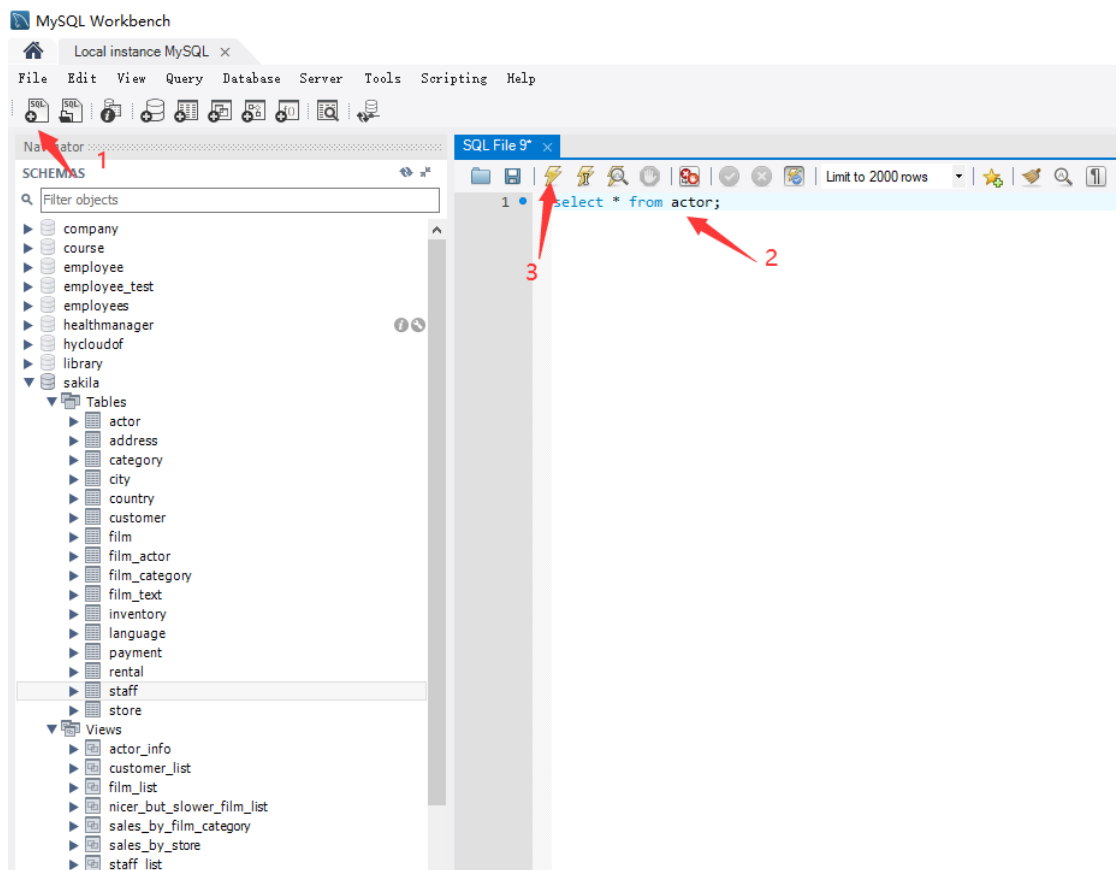 MySQL Workbench
Local instance MySQL ×
File Edit View Query Database Server Tools Scripting Help
SQL SQL
Navigator
1
SQL File 9* ×
SCHEMAS
Limit to 2000 rows
Filter objects
1 select * from actor;
2
3
company
course
employee
employee_test
employees
healthmanager
hycloudof
library
sakila
Tables
actor
address
category
city
country
customer
film
film_actor
film_category
film_text
inventory
language
payment
rental
staff
store
Views
actor_info
customer_list
film_list
nicer_but_slower_film_list
sales_by_film_category
sales_by_store
staff_list